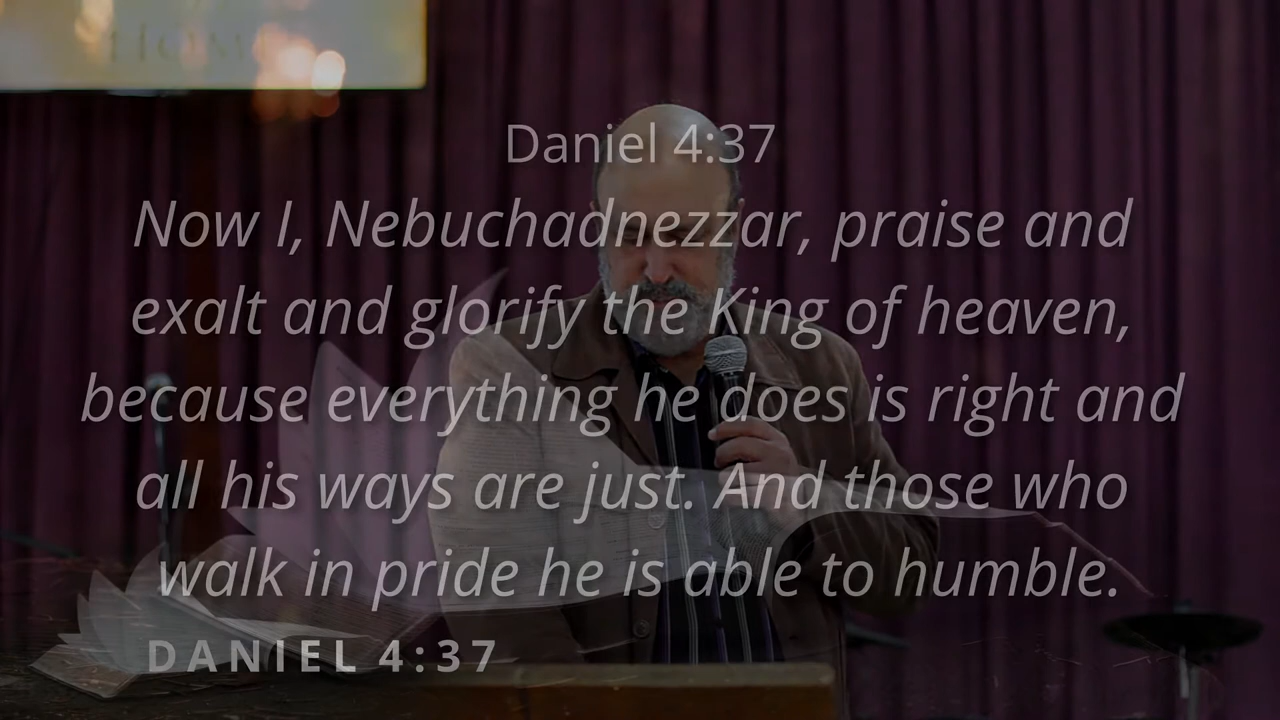 Daniel 4:37
Now I, Nebuchadnezzar, praise and
exalt and glorify the King of heaven,
because everything he does is right and
all his ways are just. And those who
walk in pride he is able to humble.
DANIEL 4:37